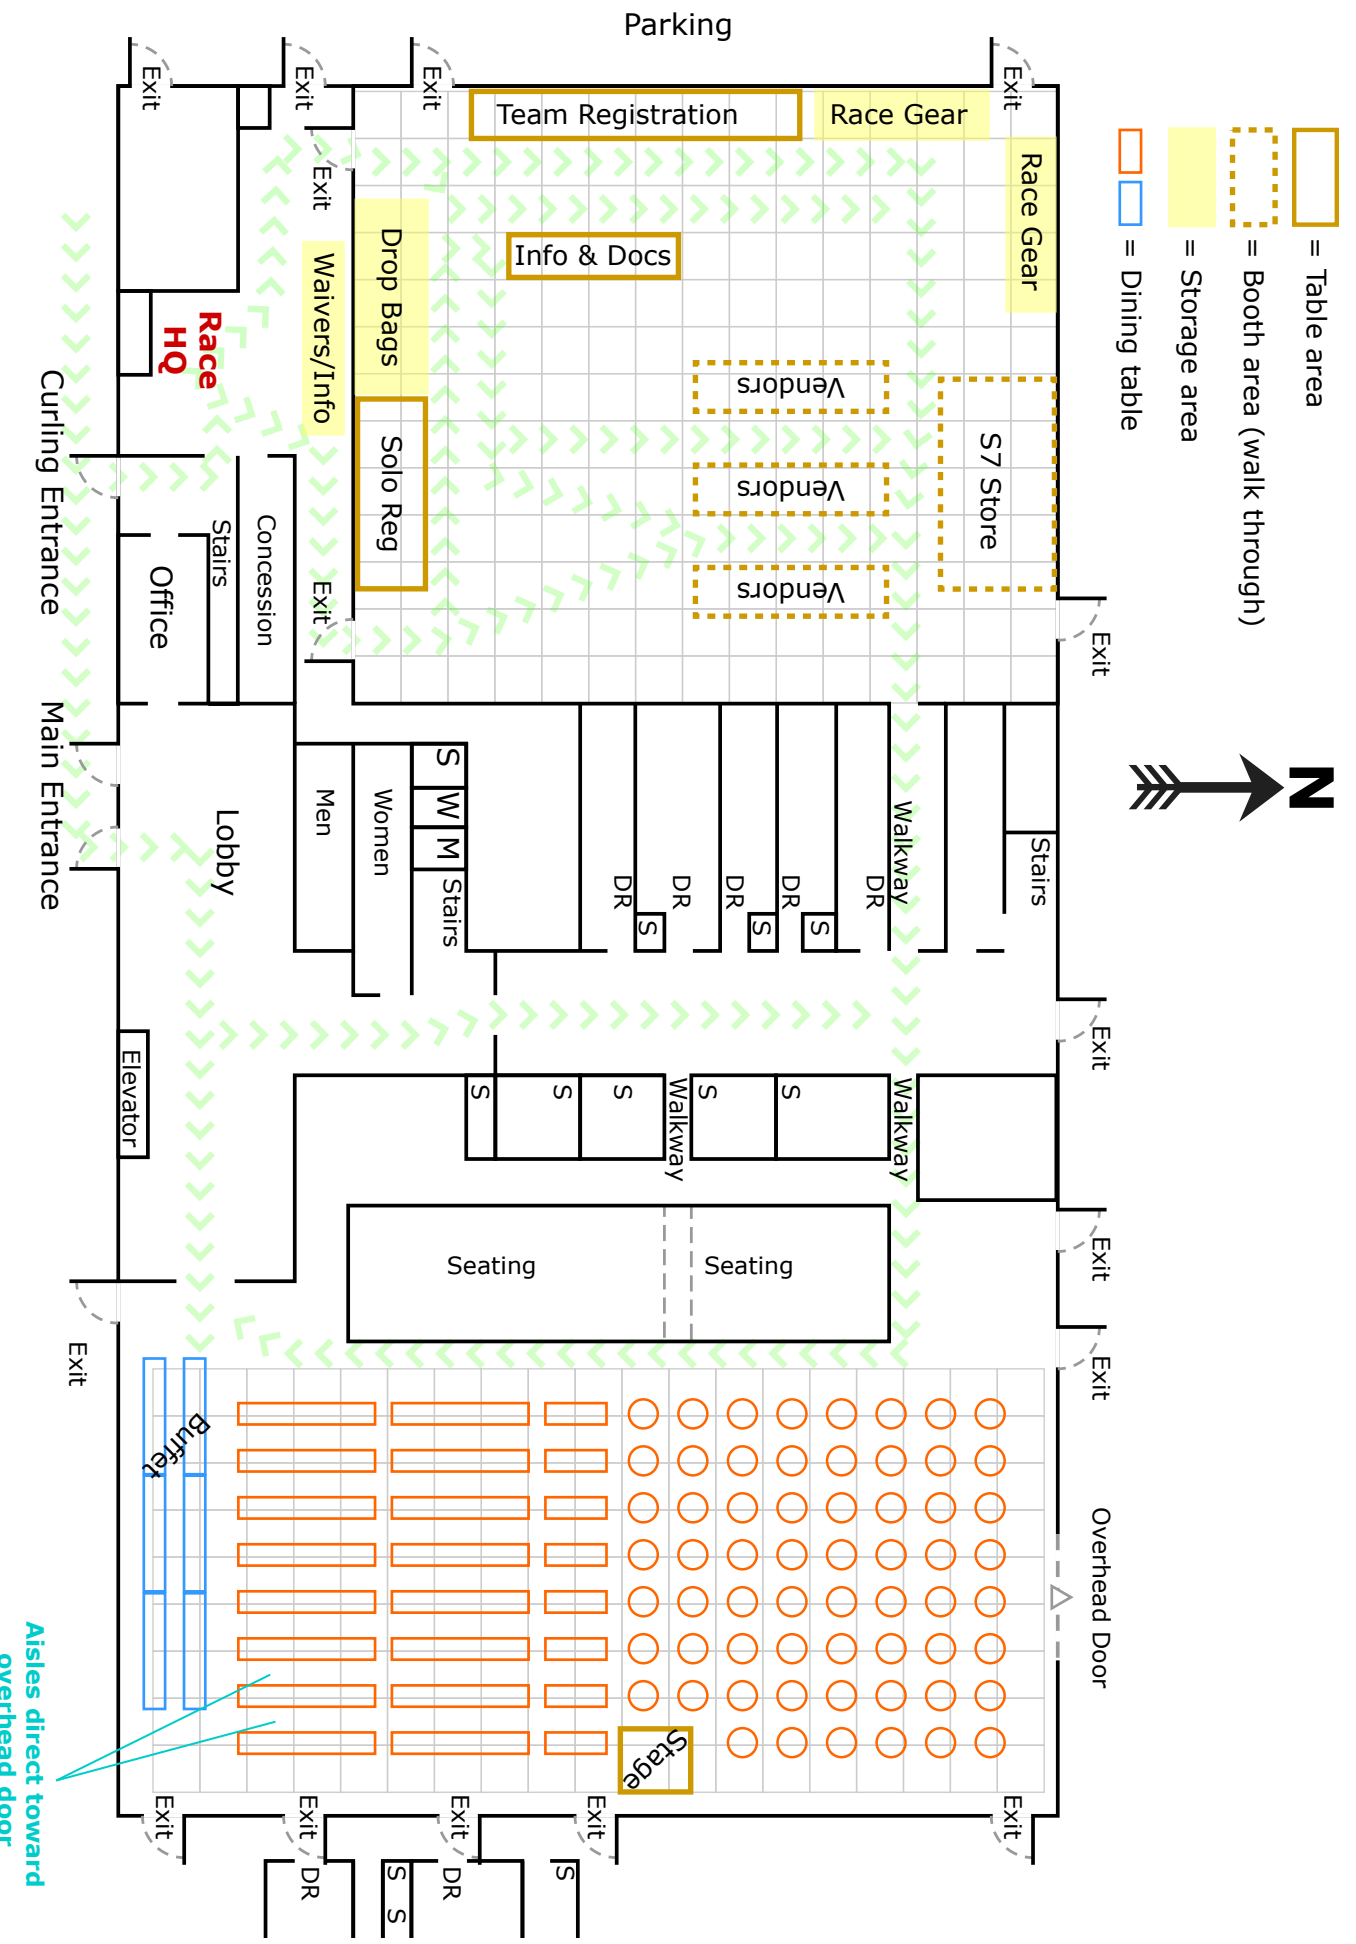 Parking
Exit
Exit
Exit
Exit
Team Registration
Race Gear
Race Gear
Exit
Drop Bags
Waivers/Info
Info & Docs
Race
HQ
= Table area
= Booth area (walk through)
= Storage area
= Dining table
Vendors
Vendors
Vendors
S7 Store
Solo Reg
Curling Entrance
Stairs
Concession
Office
Exit
Exit
N
Main Entrance
Lobby
Men
Women
S
W
M
Stairs
DR
DR
DR
DR
DR
S
S
S
Walkway
Stairs
Exit
Elevator
S
S
S
Walkway
S
S
Walkway
Exit
Seating
Seating
Exit
Exit
Buffet
Overhead Door
Aisles direct toward
overhead door
Stage
Exit
Exit
Exit
Exit
Exit
DR
S
S
DR
S